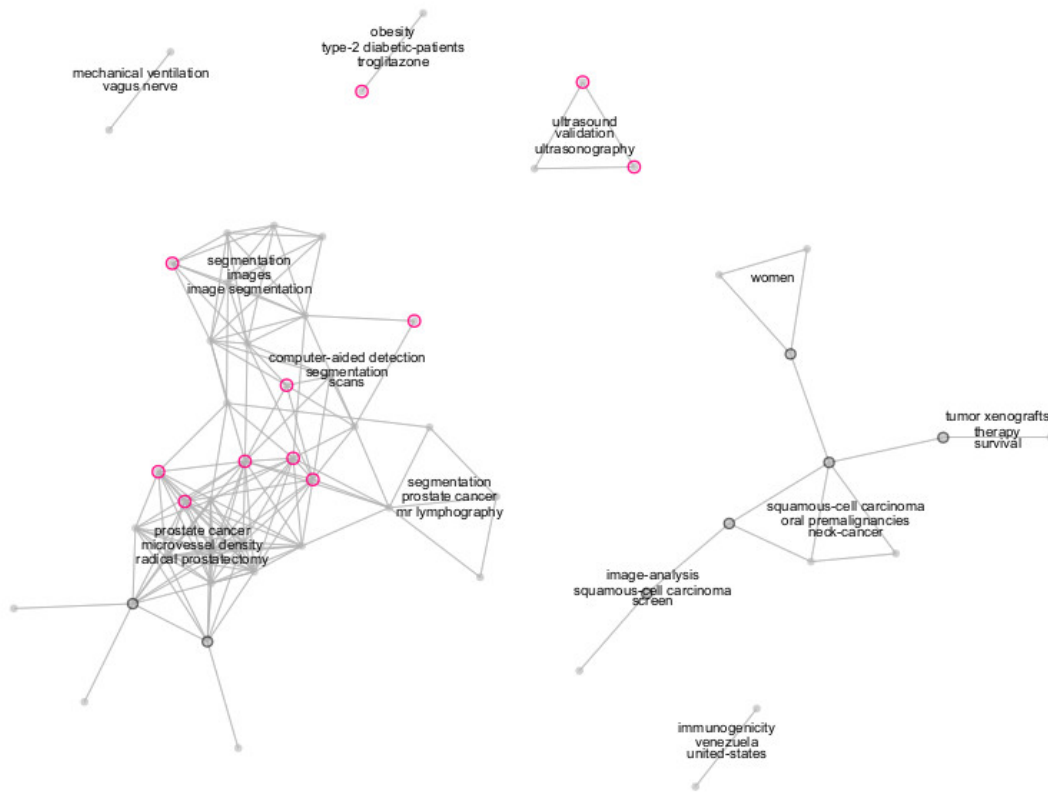 obesity
type-2 diabetic-patients
troglitazone
mechanical ventilation
vagus nerve
ultrasound
validation
ultrasonography
segmentation
images
image segmentation
women
computer-aided detection
segmentation
scans
tumor xenografts
therapy
survival
segmentation
prostate cancer
mr lymphography
squamous-cell carcinoma
oral premalignancies
neck-cancer
prostate cancer
microvessel density
radical prostatectomy
image-analysis
squamous-cell carcinoma
screen
immunogenicity
venezuela
united-states